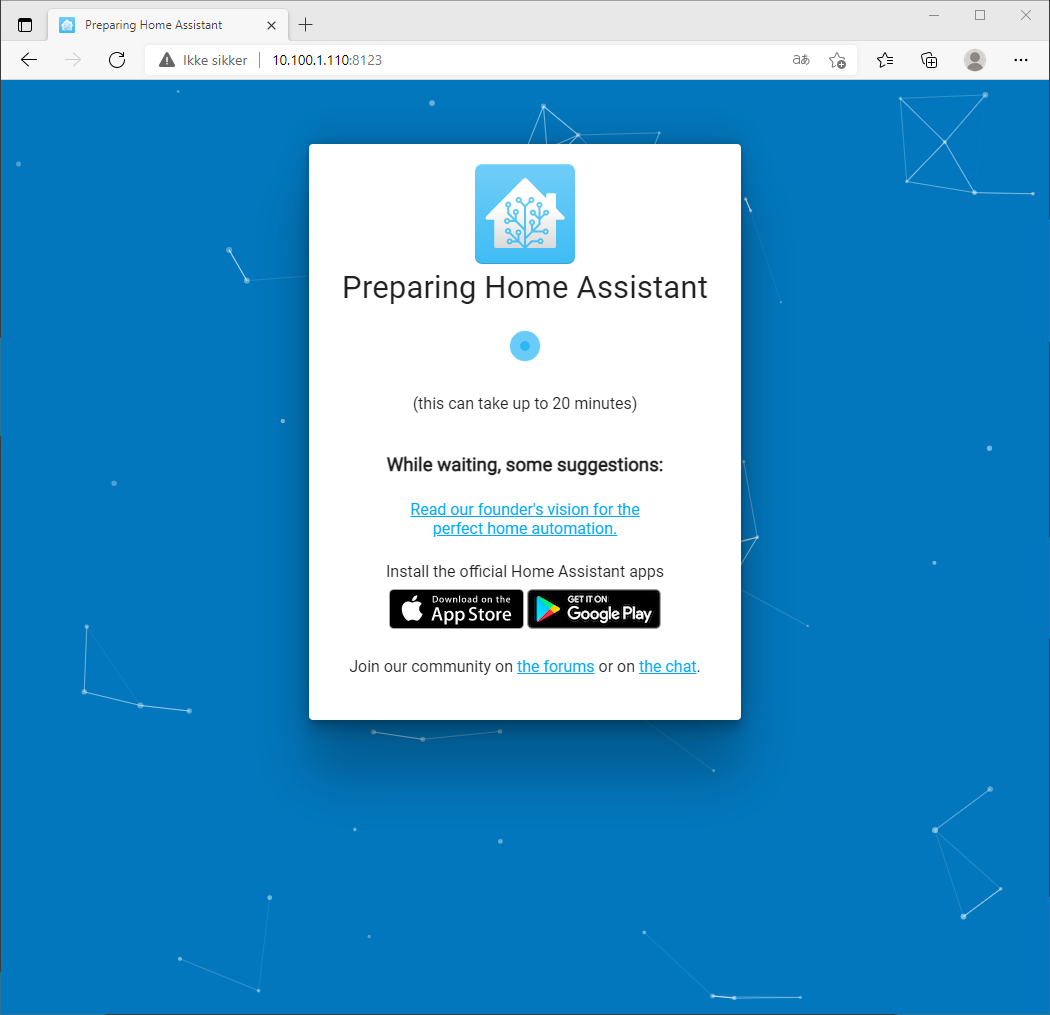 Preparing Home Assistant
Ikke sikker 10.100.1.110:8123 aあ
Preparing Home Assistant
(this can take up to 20 minutes)
While waiting, some suggestions:
Read our founder's vision for the
perfect home automation.
Install the official Home Assistant apps
Download on the
App Store
GET IT ON
Google Play
Join our community on the forums or on the chat.